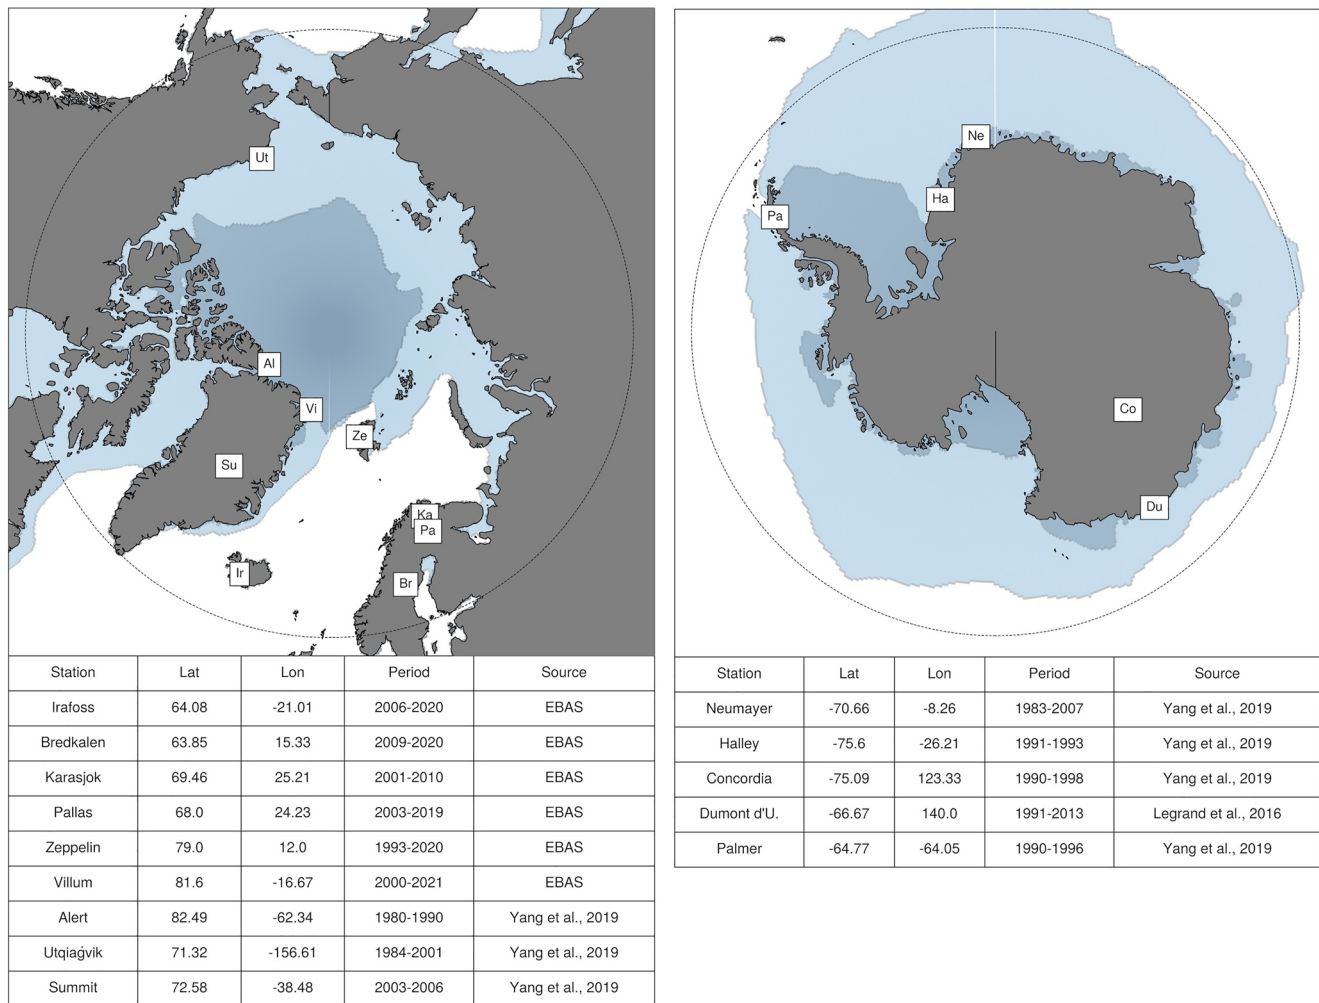 Ut
Al
Vi
Ze
Su
Ka
Pa
Ir
Br
Station Lat Lon Period Source
Irafoss 64.08 -21.01 2006-2020 EBAS
Bredkalen 63.85 15.33 2009-2020 EBAS
Karasjok 69.46 25.21 2001-2010 EBAS
Pallas 68.0 24.23 2003-2019 EBAS
Zeppelin 79.0 12.0 1993-2020 EBAS
Villum 81.6 -16.67 2000-2021 EBAS
Alert 82.49 -62.34 1980-1990 Yang et al., 2019
Utqiaġvik 71.32 -156.61 1984-2001 Yang et al., 2019
Summit 72.58 -38.48 2003-2006 Yang et al., 2019
Ne
Ha
Pa
Co
Du
Station Lat Lon Period Source
Neumayer -70.66 -8.26 1983-2007 Yang et al., 2019
Halley -75.6 -26.21 1991-1993 Yang et al., 2019
Concordia -75.09 123.33 1990-1998 Yang et al., 2019
Dumont d'U. -66.67 140.0 1991-2013 Legrand et al., 2016
Palmer -64.77 -64.05 1990-1996 Yang et al., 2019